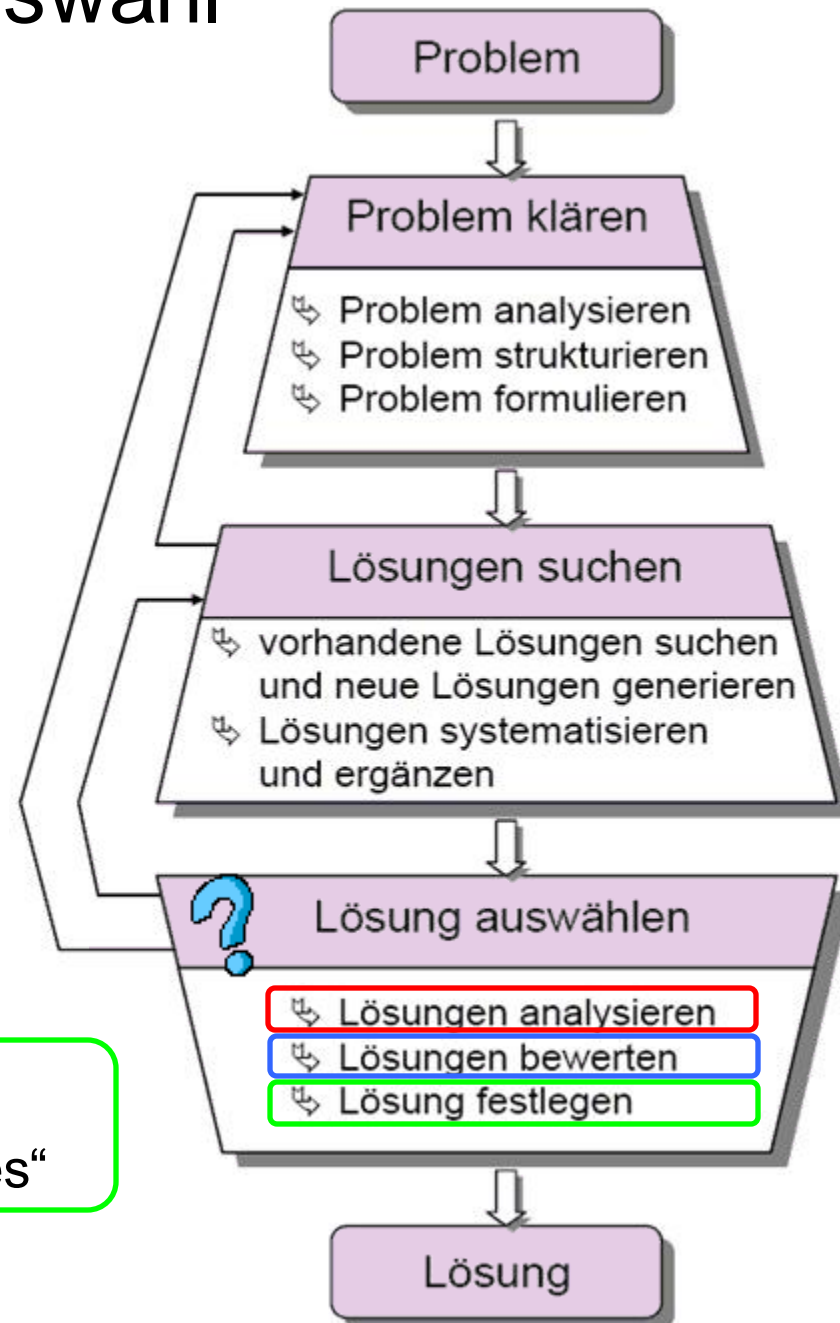 Problem
Problem klären
Problem analysieren
Problem strukturieren
Problem formulieren
Lösungen suchen
vorhandene Lösungen suchen
und neue Lösungen generieren
Lösungen systematisieren
und ergänzen
?
Lösung auswählen
Lösungen analysieren
Lösungen bewerten
Lösung festlegen
Lösung